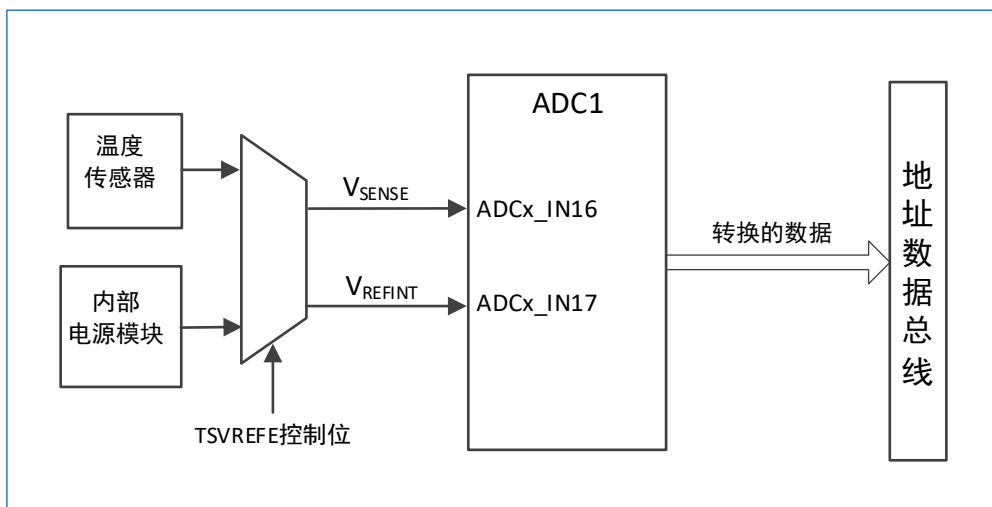 温度
传感器
内部
电源模块
TSVREFE控制位
VSENSE
VREFINT
ADC1
ADCx_IN16
ADCx_IN17
转换的数据
地址数据总线